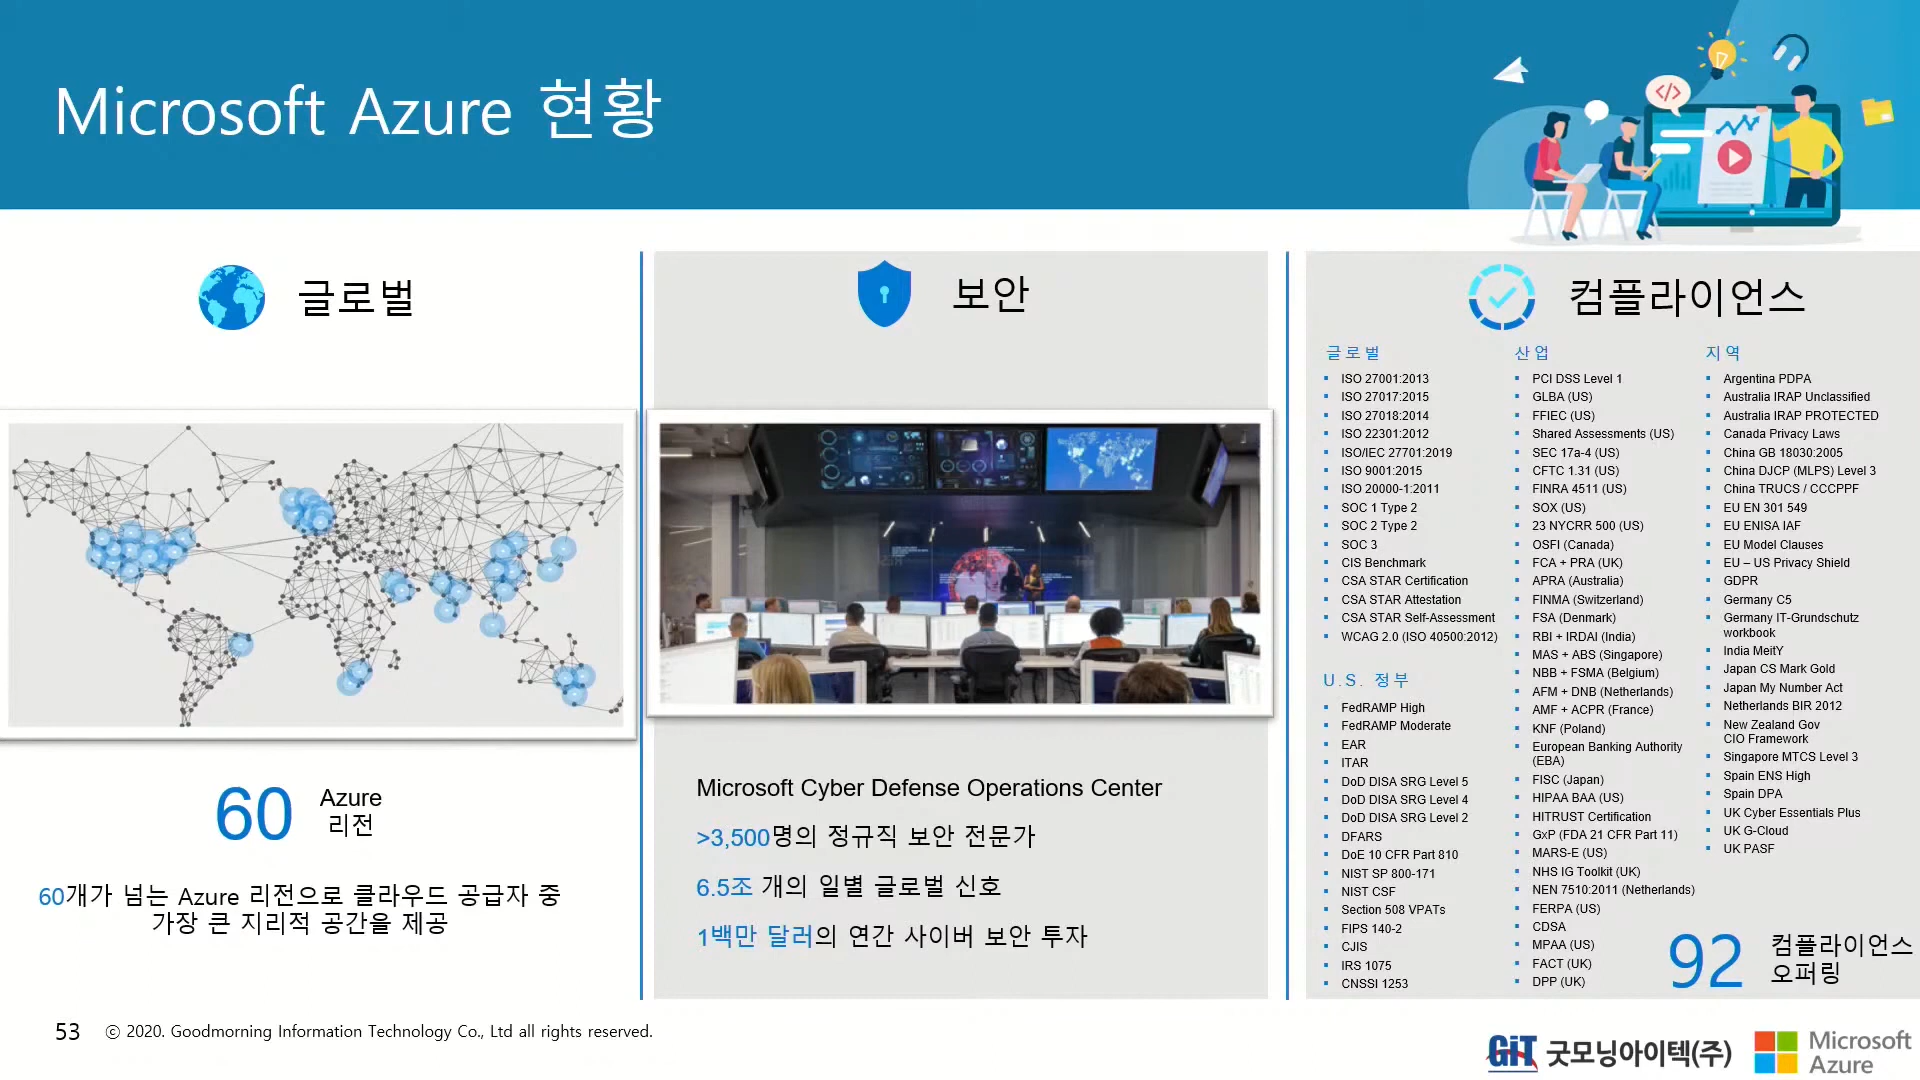 Microsoft Azure 현황
</>
글로벌
60
Azure
리전
60개가 넘는 Azure 리전으로 클라우드 공급자 중
가장 큰 지리적 공간을 제공
보안
Microsoft Cyber Defense Operations Center
>3,500명의 정규직 보안 전문가
6.5조 개의 일별 글로벌 신호
1백만 달러의 연간 사이버 보안 투자
컴플라이언스
글로벌
ISO 27001:2013
ISO 27017:2015
ISO 27018:2014
ISO 22301:2012
ISO/IEC 27701:2019
ISO 9001:2015
ISO 20000-1:2011
SOC 1 Type 2
SOC 2 Type 2
SOC 3
CIS Benchmark
CSA STAR Certification
CSA STAR Attestation
CSA STAR Self-Assessment
WCAG 2.0 (ISO 40500:2012)
U.S. 정부
FedRAMP High
FedRAMP Moderate
EAR
ITAR
DoD DISA SRG Level 5
DoD DISA SRG Level 4
DoD DISA SRG Level 2
DFARS
DoE 10 CFR Part 810
NIST SP 800-171
NIST CSF
Section 508 VPATs
FIPS 140-2
CJIS
IRS 1075
CNSSI 1253
산업
PCI DSS Level 1
GLBA (US)
FFIEC (US)
Shared Assessments (US)
SEC 17a-4 (US)
CFTC 1.31 (US)
FINRA 4511 (US)
SOX (US)
23 NYCRR 500 (US)
OSFI (Canada)
FCA + PRA (UK)
APRA (Australia)
FINMA (Switzerland)
FSA (Denmark)
RBI + IRDAI (India)
MAS + ABS (Singapore)
NBB + FSMA (Belgium)
AFM + DNB (Netherlands)
AMF + ACPR (France)
KNF (Poland)
European Banking Authority
(EBA)
FISC (Japan)
HIPAA BAA (US)
HITRUST Certification
GxP (FDA 21 CFR Part 11)
MARS-E (US)
NHS IG Toolkit (UK)
NEN 7510:2011 (Netherlands)
FERPA (US)
CDSA
MPAA (US)
FACT (UK)
DPP (UK)
지역
Argentina PDPA
Australia IRAP Unclassified
Australia IRAP PROTECTED
Canada Privacy Laws
China GB 18030:2005
China DJCP (MLPS) Level 3
China TRUCS / CCCPPF
EU EN 301 549
EU ENISA IAF
EU Model Clauses
EU – US Privacy Shield
GDPR
Germany C5
Germany IT-Grundschutz
workbook
India MeitY
Japan CS Mark Gold
Japan My Number Act
Netherlands BIR 2012
New Zealand Gov
CIO Framework
Singapore MTCS Level 3
Spain ENS High
Spain DPA
UK Cyber Essentials Plus
UK G-Cloud
UK PASF
92
컴플라이언스
오퍼링
53
© 2020. Goodmorning Information Technology Co., Ltd all rights reserved.
GiT 굿모닝아이텍(주)
Microsoft
Azure